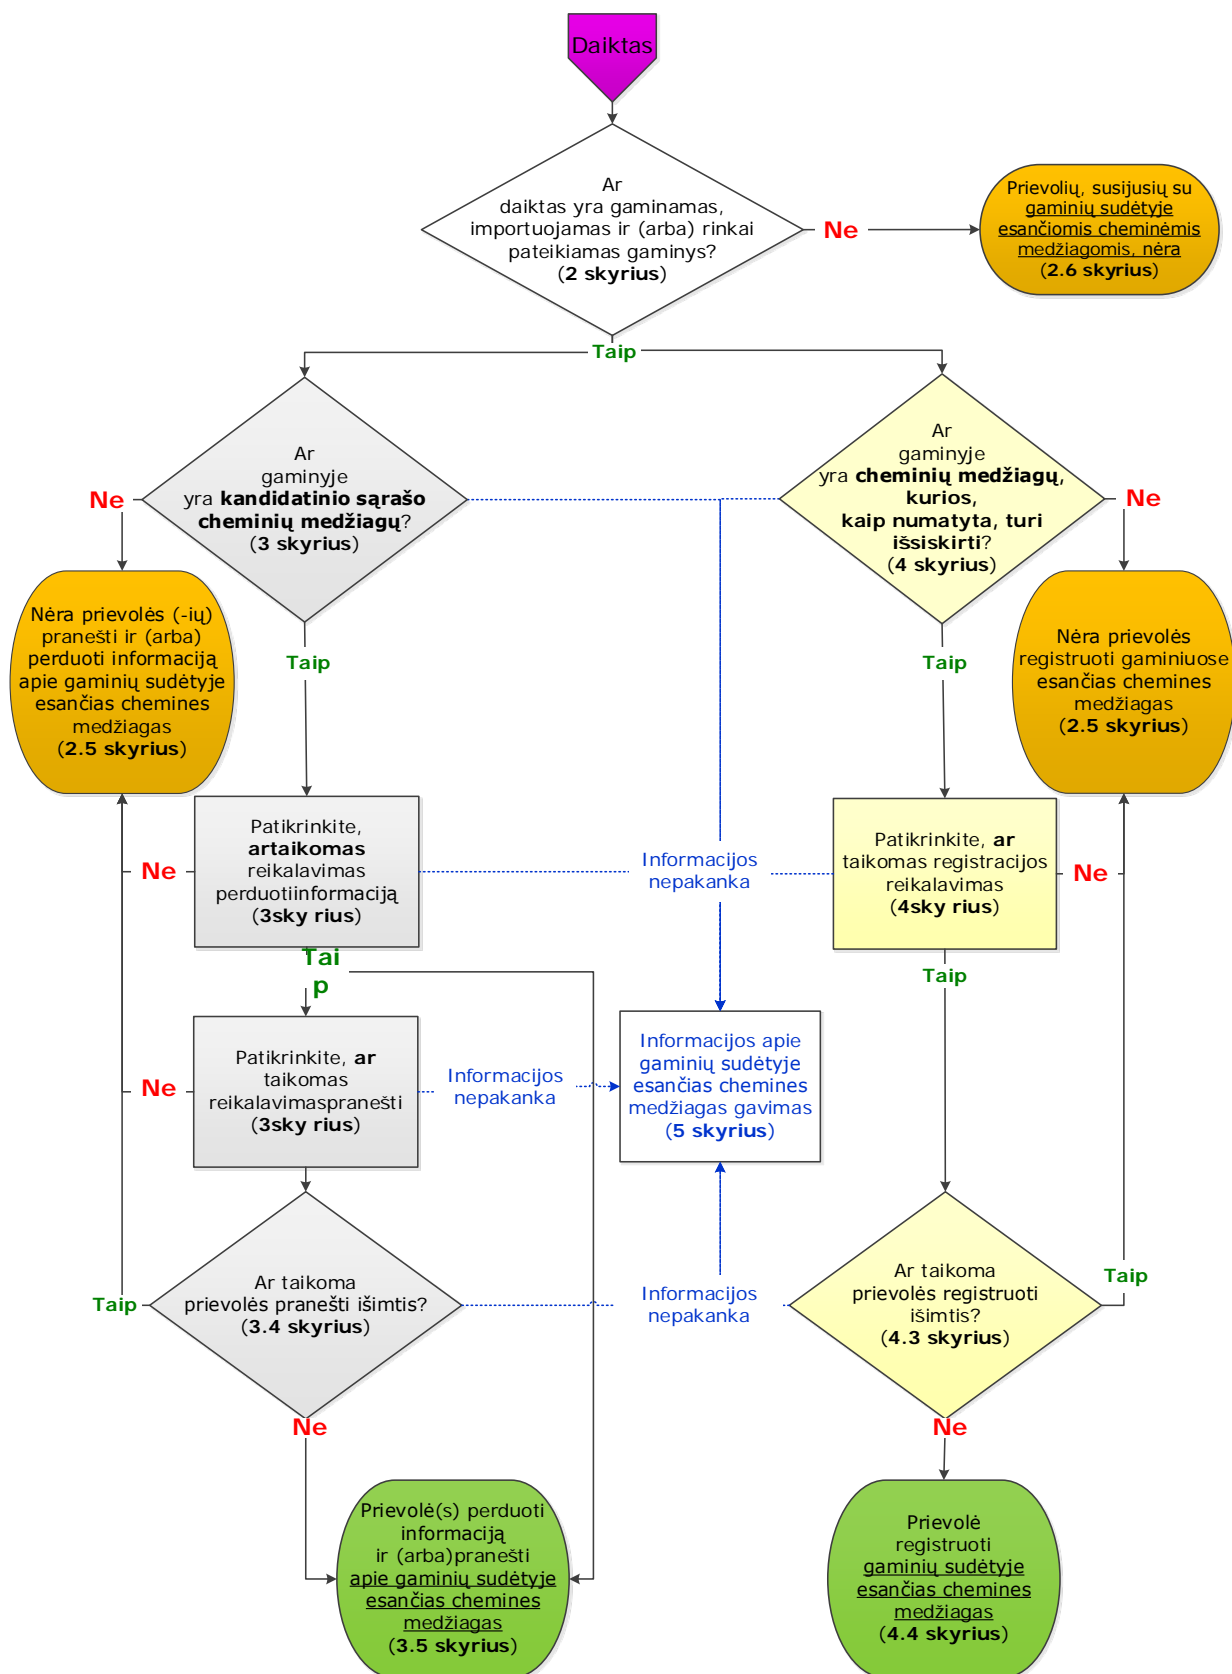 Daiktas
Ar
daiktas yra gaminamas,
importuojamas ir (arba) rinkai
pateikiamas gaminys?
(2 skyrius)
Ne
Prievolių, susijusių su
gaminių sudėtyje
esančiomis cheminėmis
medžiagomis, nėra
(2.6 skyrius)
Taip
Ar
gaminyje
yra kandidatinio sąrašo
cheminių medžiagų?
(3 skyrius)
Ar
gaminyje
yra cheminių medžiagų,
kurios,
kaip numatyta, turi
išsiskirti?
(4 skyrius)
Ne
Ne
Nėra prievolės (-ių)
pranešti ir (arba)
perduoti informaciją
apie gaminių sudėtyje
esančias chemines
medžiagas
(2.5 skyrius)
Taip
Taip
Nėra prievolės
registruoti gaminiuose
esančias chemines
medžiagas
(2.5 skyrius)
Ne
Patikrinkite,
artaikomas
reikalavimas
perduotiinformaciją
(3sky rius)
Informacijos
nepakanka
Patikrinkite, ar
taikomas registracijos
reikalavimas
(4sky rius)
Ne
Tai
p
Taip
Ne
Patikrinkite, ar
taikomas
reikalavimaspranešti
(3sky rius)
Informacijos
nepakanka
Informacijos apie
gaminių sudėtyje
esančias chemines
medžiagas gavimas
(5 skyrius)
Taip
Ar taikoma
prievolės pranešti išimtis?
(3.4 skyrius)
Informacijos
nepakanka
Ar taikoma
prievolės registruoti
išimtis?
(4.3 skyrius)
Taip
Ne
Ne
Prievolė(s) perduoti
informaciją
ir (arba)pranešti
apie gaminių sudėtyje
esančias chemines
medžiagas
(3.5 skyrius)
Prievolė
registruoti
gaminių sudėtyje
esančias chemines
medžiagas
(4.4 skyrius)